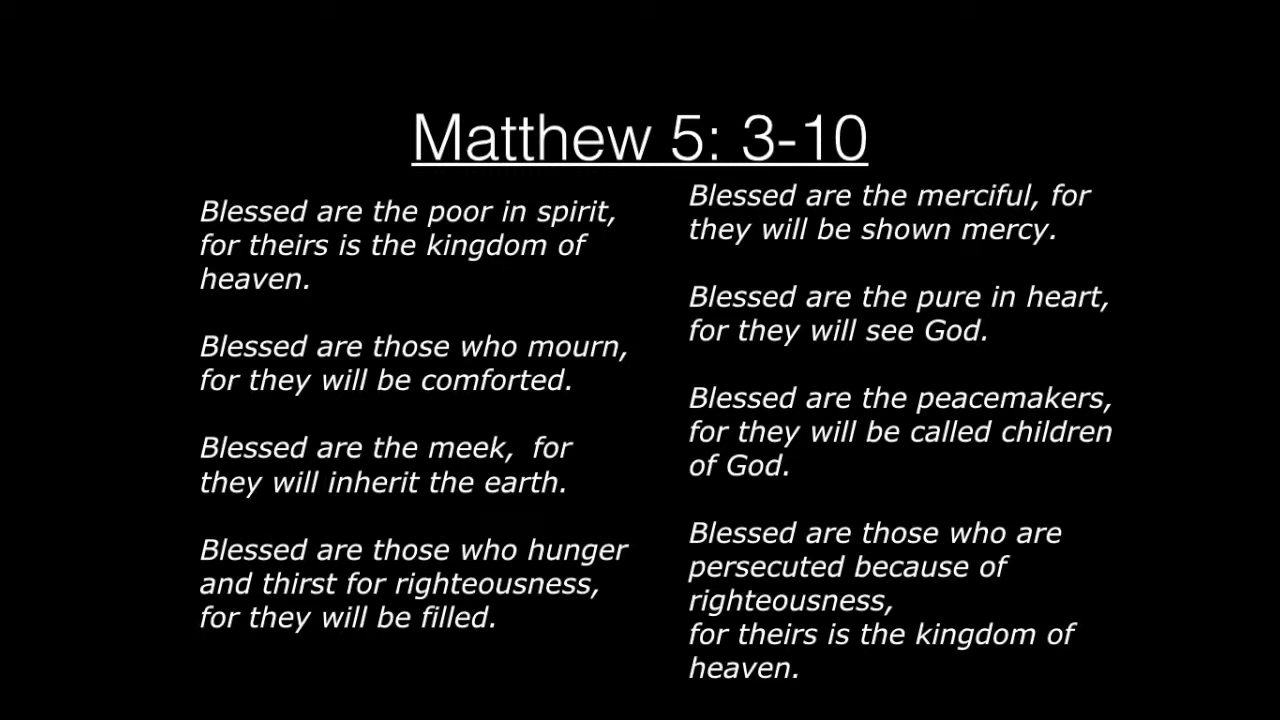 Matthew 5: 3-10
Blessed are the poor in spirit,
for theirs is the kingdom of
heaven.
Blessed are those who mourn,
for they will be comforted.
Blessed are the meek,  for
they will inherit the earth.
Blessed are those who hunger
and thirst for righteousness,
for they will be filled.
Blessed are the merciful, for
they will be shown mercy.
Blessed are the pure in heart,
for they will see God.
Blessed are the peacemakers,
for they will be called children
of God.
Blessed are those who are
persecuted because of
righteousness,
for theirs is the kingdom of
heaven.